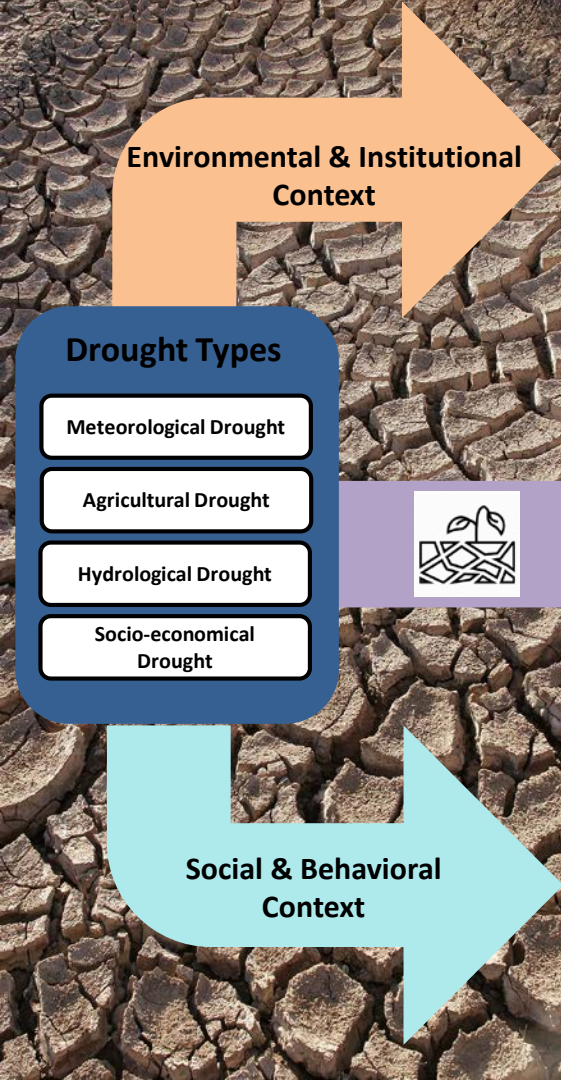 Environmental & Institutional
Context
Drought Types
Meteorological Drought
Agricultural Drought
Hydrological Drought
Socio-economical
Drought
Social & Behavioral
Context